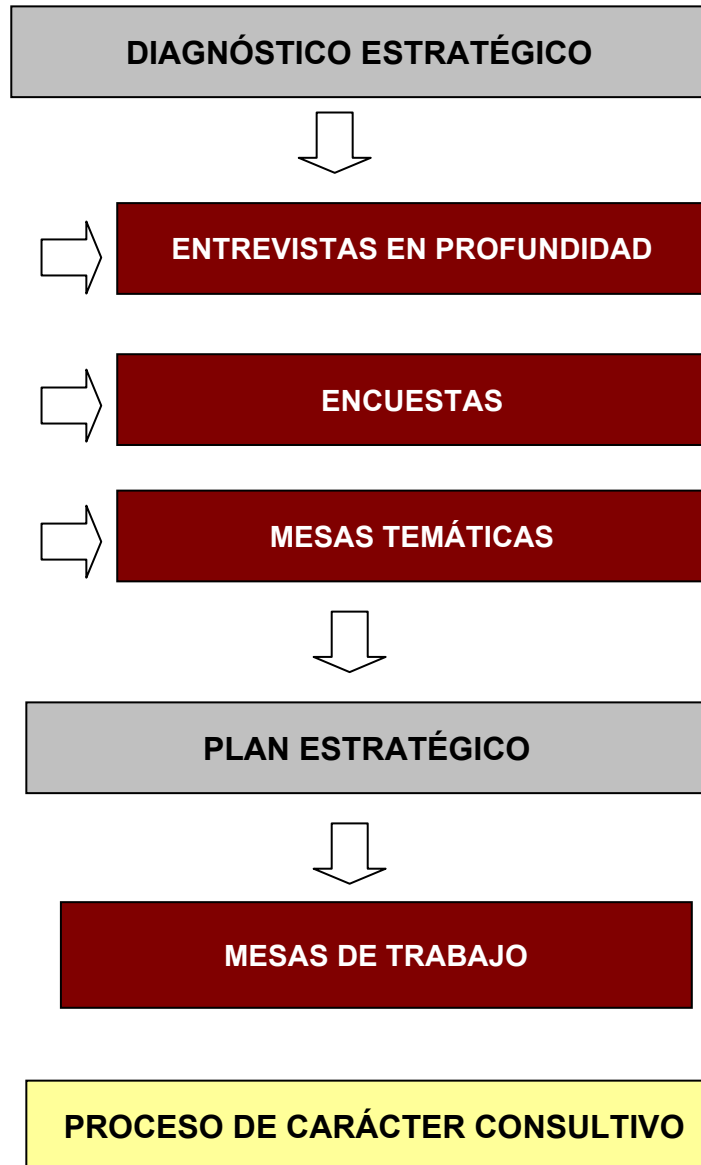 DIAGNÓSTICO ESTRATÉGICO
ENTREVISTAS EN PROFUNDIDAD
ENCUESTAS
MESAS TEMÁTICAS
PLAN ESTRATÉGICO
MESAS DE TRABAJO
PROCESO DE CARÁCTER CONSULTIVO